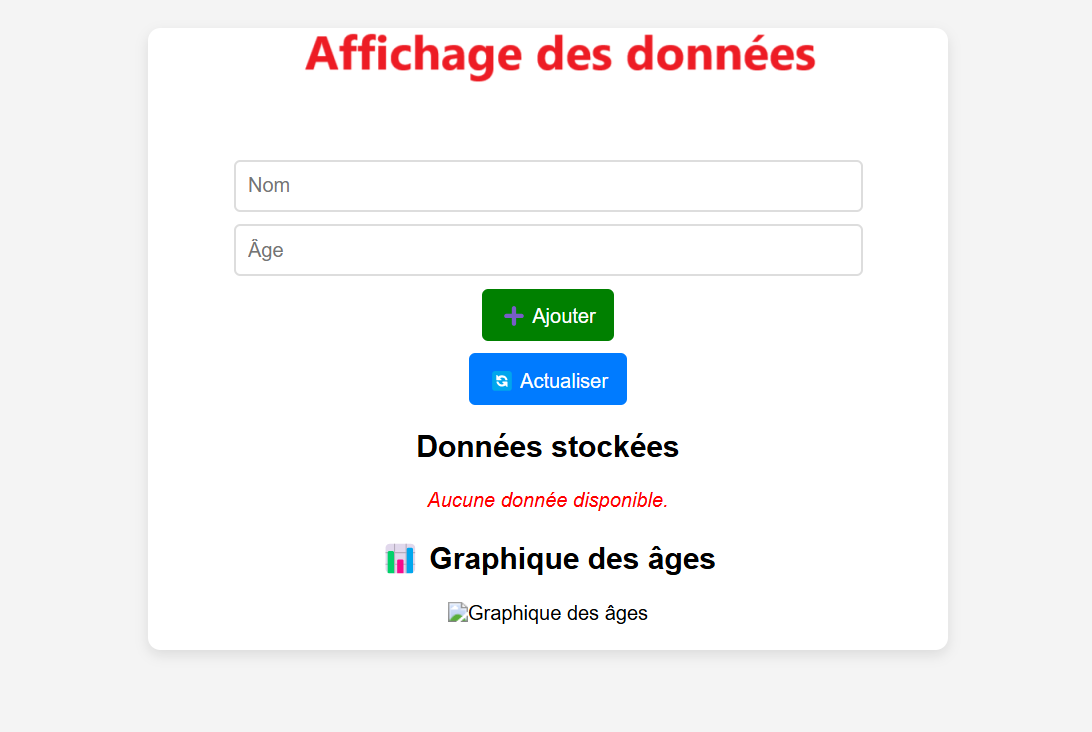 Affichage des données
Nom
Âge
Ajouter
Actualiser
Données stockées
Aucune donnée disponible.
Graphique des âges
Graphique des âges